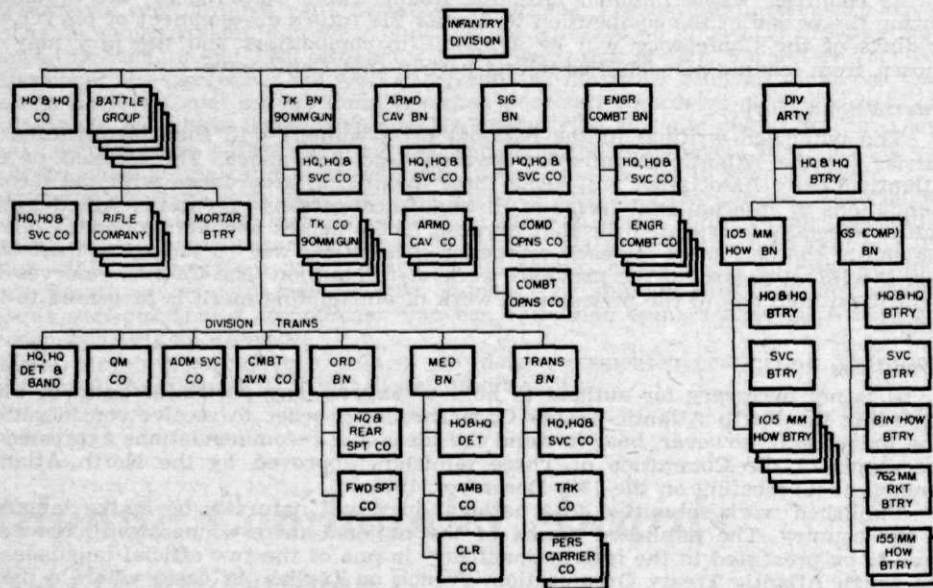 INFANTRY
DIVISION
HQ & HQ
CO
BATTLE
GROUP
TK BN
90MM GUN
ARMD
CAV BN
SIG
BN
ENGR
COMBT BN
DIV
ARTY
HQ, HQ &
SVC CO
HQ, HQ &
SVC CO
HQ, HQ &
SVC CO
HQ, HQ &
SVC CO
HQ & HQ
BTRY
HQ, HQ &
SVC CO
RIFLE
COMPANY
MORTAR
BTRY
TK CO
90MM GUN
ARMD
CAV CO
COMD
OPNS CO
ENGR
COMBT CO
105 MM
HOW BN
GS (COMP)
BN
COMBT
OPNS CO
HQ & HQ
BTRY
HQ & HQ
BTRY
DIVISION TRAINS
HQ, HQ
DET &
BAND
QM
CO
ADM SVC
CO
CMBT
AVN CO
ORD
BN
MED
BN
TRANS
BN
SVC
BTRY
SVC
BTRY
HQ &
REAR
SPT CO
HQ & HQ
DET
HQ, HQ &
SVC CO
105 MM
HOW BTRY
8 IN HOW
BTRY
FWD SPT
CO
AMB
CO
TRK
CO
762 MM
RKT
BTRY
CLR
CO
PERS
CARRIER
CO
155 MM
HOW
BTRY